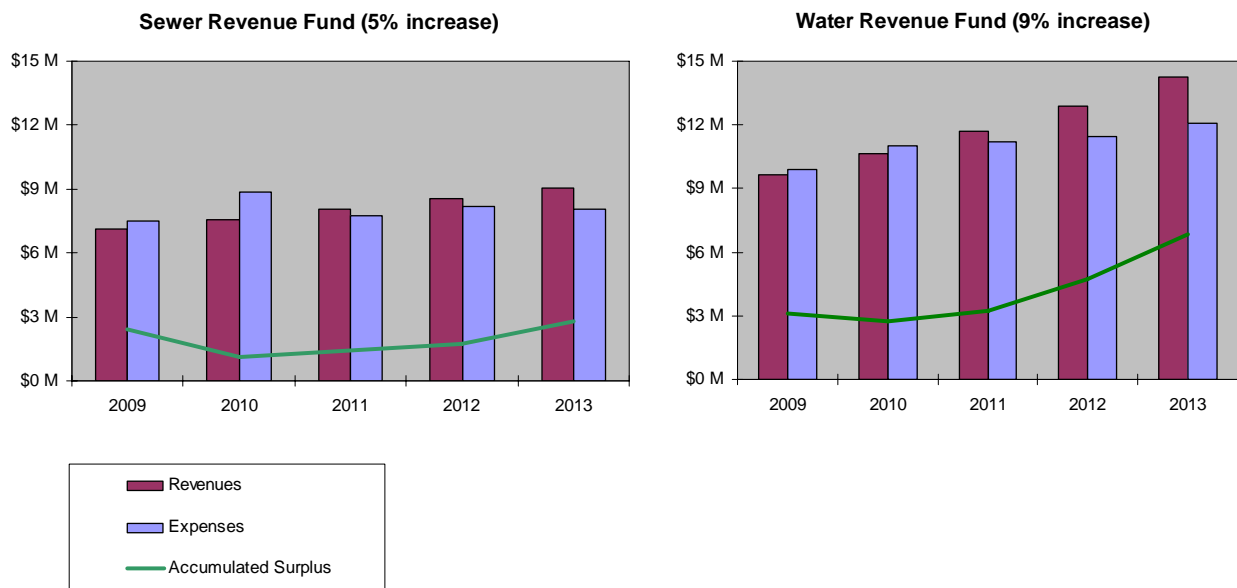 Sewer Revenue Fund (5% increase)
$15 M
$12 M
$9 M
$6 M
$3 M
$0 M
2009 2010 2011 2012 2013
Water Revenue Fund (9% increase)
$15 M
$12 M
$9 M
$6 M
$3 M
$0 M
2009 2010 2011 2012 2013
Revenues
Expenses
Accumulated Surplus